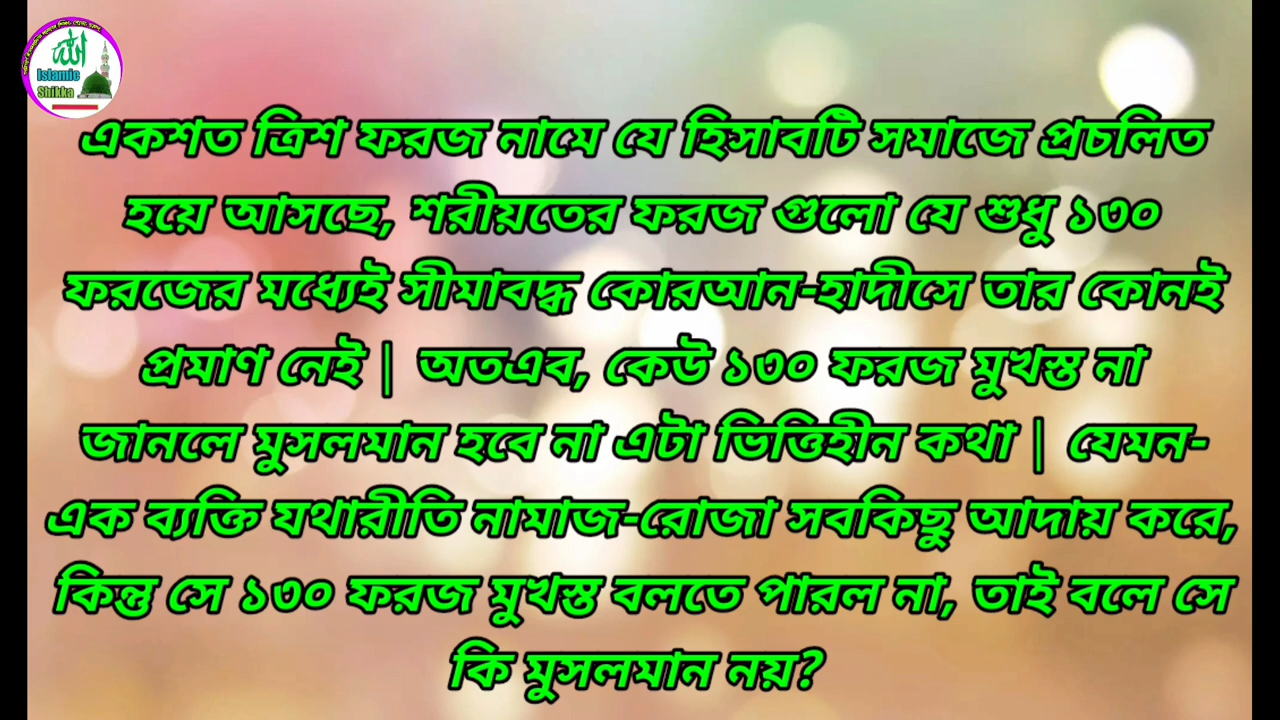 الله
Islamic
Shikka
একশত ত্রিশ ফরজ নামে যে হিসাবটি সমাজে প্রচলিত
হয়ে আসছে, শরীয়তের ফরজ গুলো যে শুধু ১৩০
ফরজের মধ্যেই সীমাবদ্ধ কোরআন-হাদীসে তার কোনই
প্রমাণ নেই | অতএব, কেউ ১৩০ ফরজ মুখস্ত না
জানলে মুসলমান হবে না এটা ভিত্তিহীন কথা | যেমন-
এক ব্যক্তি যথারীতি নামাজ-রোজা সবকিছু আদায় করে,
কিন্তু সে ১৩০ ফরজ মুখস্ত বলতে পারল না, তাই বলে সে
কি মুসলমান নয়?